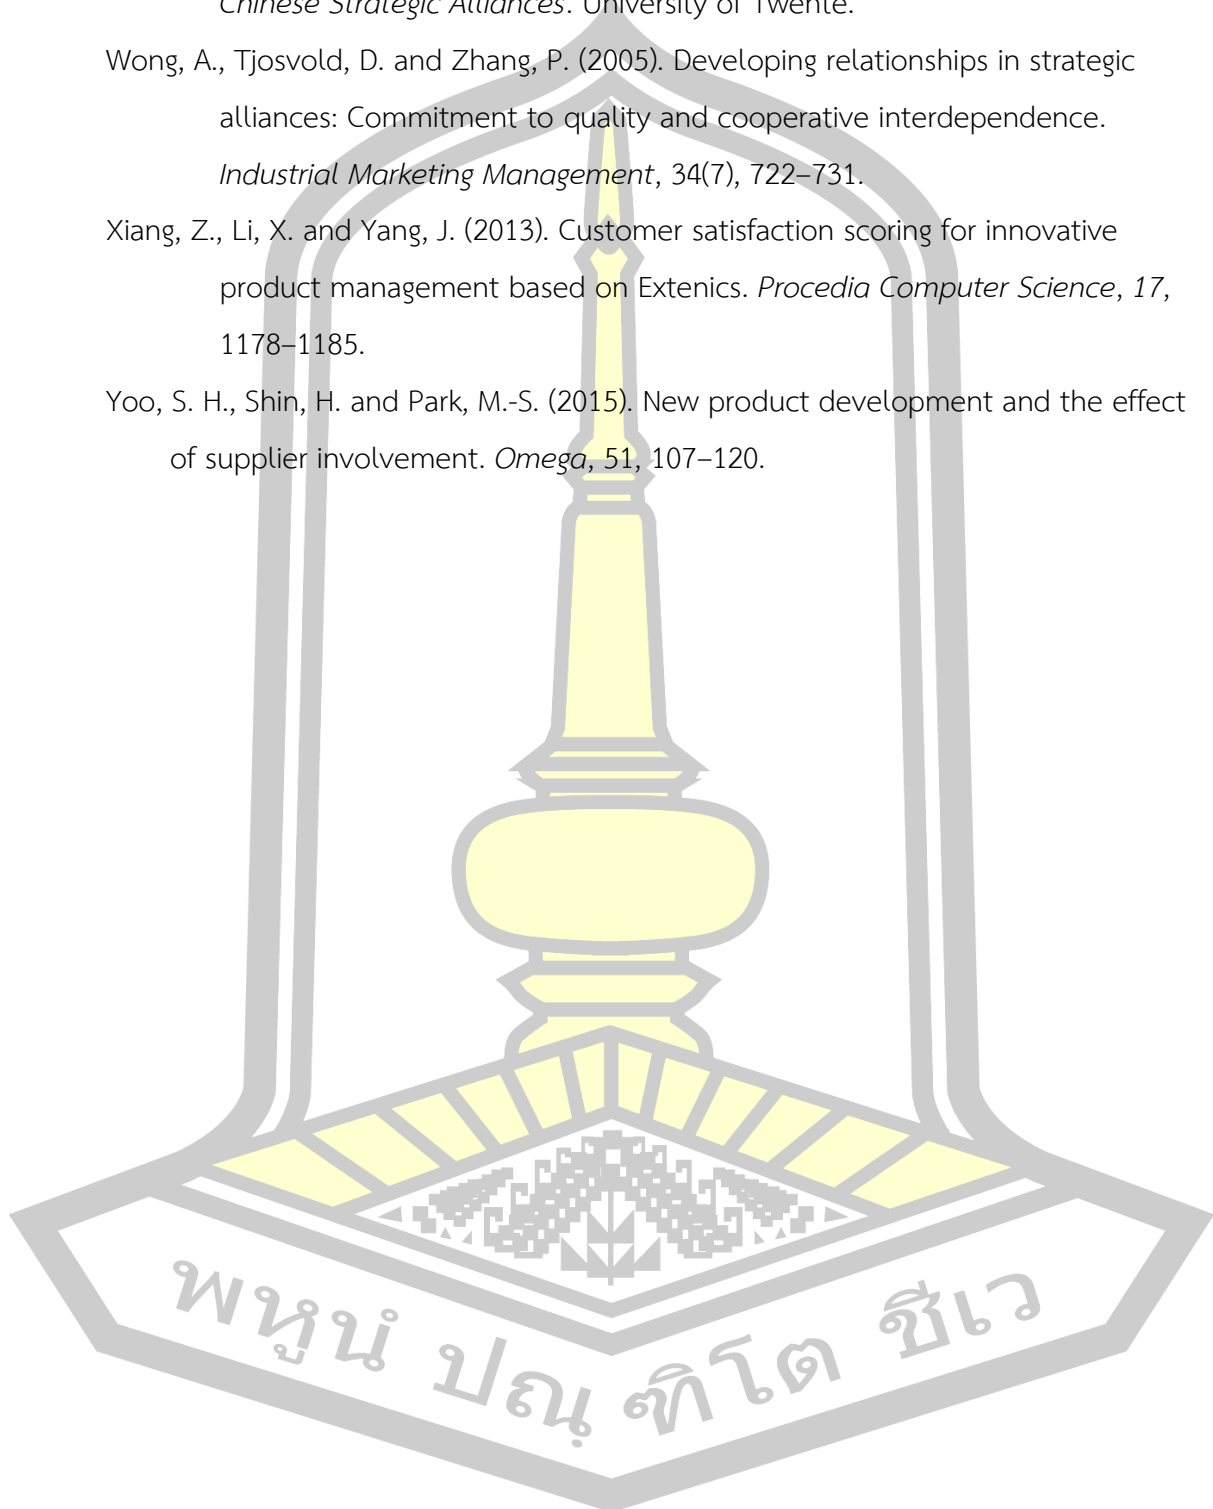 Chinese Strategic Alliances. University of Twente.
Wong, A., Tjosvold, D. and Zhang, P. (2005). Developing relationships in strategic
alliances: Commitment to quality and cooperative interdependence.
Industrial Marketing Management, 34(7), 722–731.
Xiang, Z., Li, X. and Yang, J. (2013). Customer satisfaction scoring for innovative
product management based on Extenics. Procedia Computer Science, 17,
1178–1185.
Yoo, S. H., Shin, H. and Park, M.-S. (2015). New product development and the effect
of supplier involvement. Omega, 51, 107–120.
พหูนํ ปณฺฑิโต ชีเว